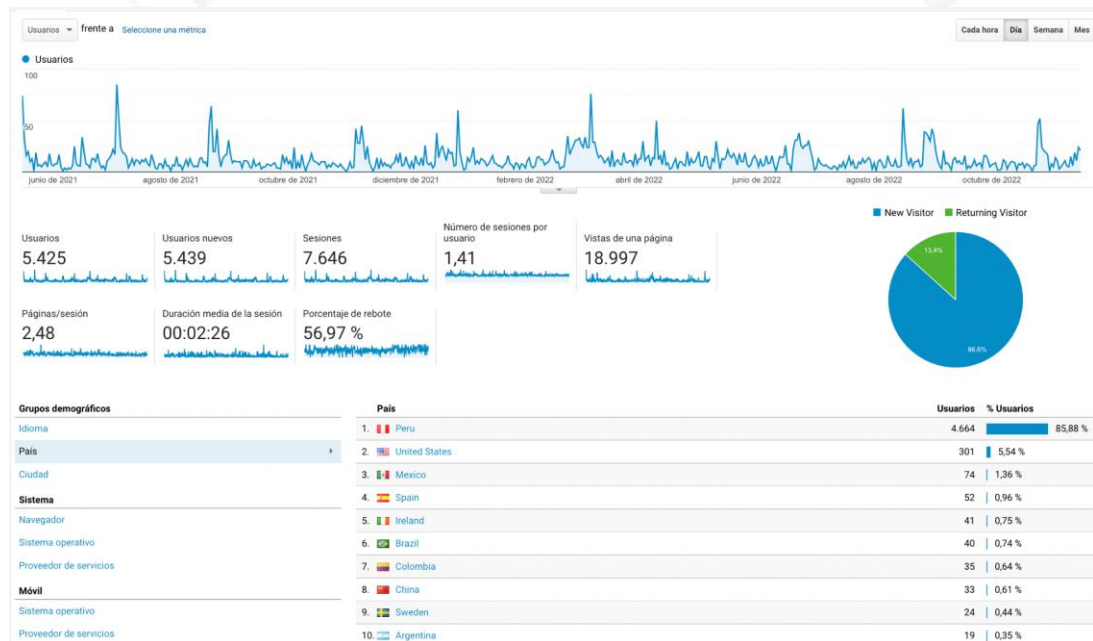 Usuarios frente a Seleccione una métrica
Cada hora Día Semana Mes
Usuarios
100
50
junio de 2021 agosto de 2021 octubre de 2021 diciembre de 2021 febrero de 2022 abril de 2022 junio de 2022 agosto de 2022 octubre de 2022
New Visitor Returning Visitor
13,4%
86,6%
Usuarios
5.425
Usuarios nuevos
5.439
Sesiones
7.646
Número de sesiones por
usuario
1,41
Vistas de una página
18.997
Páginas/sesión
2,48
Duración media de la sesión
00:02:26
Porcentaje de rebote
56,97 %
Grupos demográficos
Idioma
País
Ciudad
Sistema
Navegador
Sistema operativo
Proveedor de servicios
Móvil
Sistema operativo
Proveedor de servicios
País Usuarios % Usuarios
1. Peru 4.664 85,88 %
2. United States 301 5,54 %
3. Mexico 74 1,36 %
4. Spain 52 0,96 %
5. Ireland 41 0,75 %
6. Brazil 40 0,74 %
7. Colombia 35 0,64 %
8. China 33 0,61 %
9. Sweden 24 0,44 %
10. Argentina 19 0,35 %